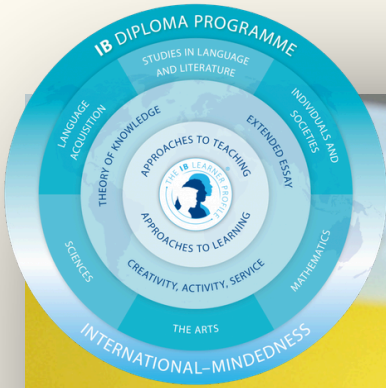 IB DIPLOMA PROGRAMME
STUDIES IN LANGUAGE
AND LITERATURE
LANGUAGE
ACQUISITION
INDIVIDUALS AND
SOCIETIES
THEORY OF KNOWLEDGE
EXTENDED ESSAY
APPROACHES TO TEACHING
THE IB LEARNER PROFILE
APPROACHES TO LEARNING
CREATIVITY, ACTIVITY, SERVICE
SCIENCES
MATHEMATICS
THE ARTS
INTERNATIONAL–MINDEDNESS